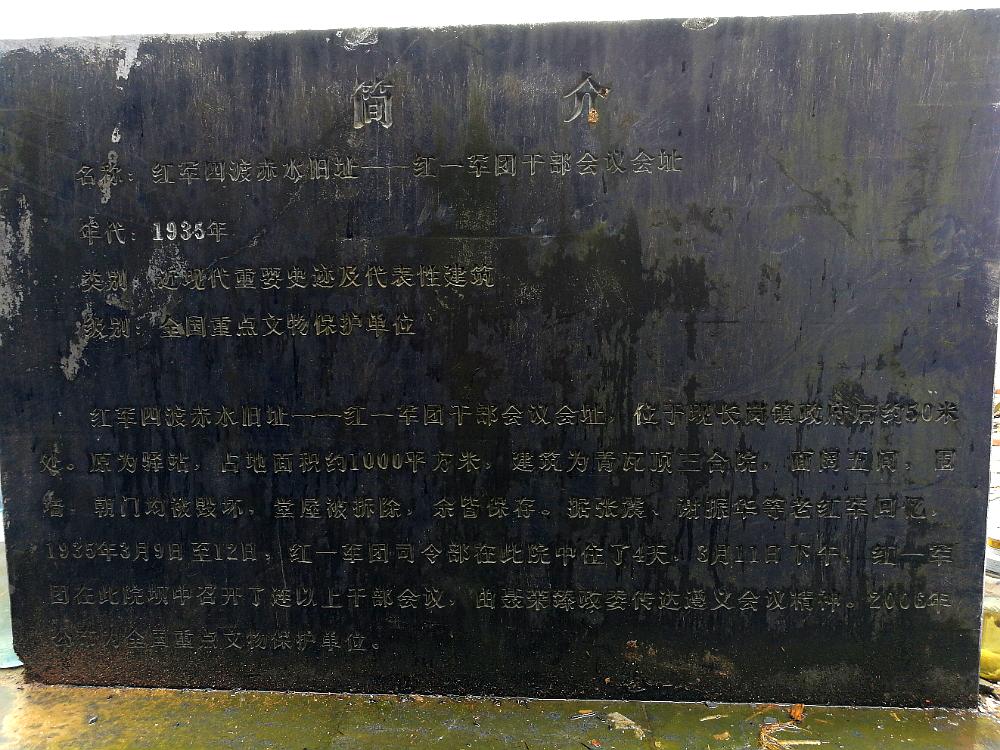 简介
名称：红军四渡赤水旧址——红一军团干部会议会址
年代：1935年
类别：近现代重要史迹及代表性建筑
级别：全国重点文物保护单位
红军四渡赤水旧址——红一军团干部会议会址，位于现长岗镇政府后约50米
处。原为驿站，占地面积约1000平方米，建筑为青瓦顶三合院，面阔五间，围
墙、朝门均被毁坏，堂屋被拆除，余皆保存。据张震、谢振华等老红军回忆，
1935年3月9日至12日，红一军团司令部在此院中住了4天，3月11日下午，红一军
团在此院坝中召开了连以上干部会议，由聂荣臻政委传达遵义会议精神。2006年
公布为全国重点文物保护单位。